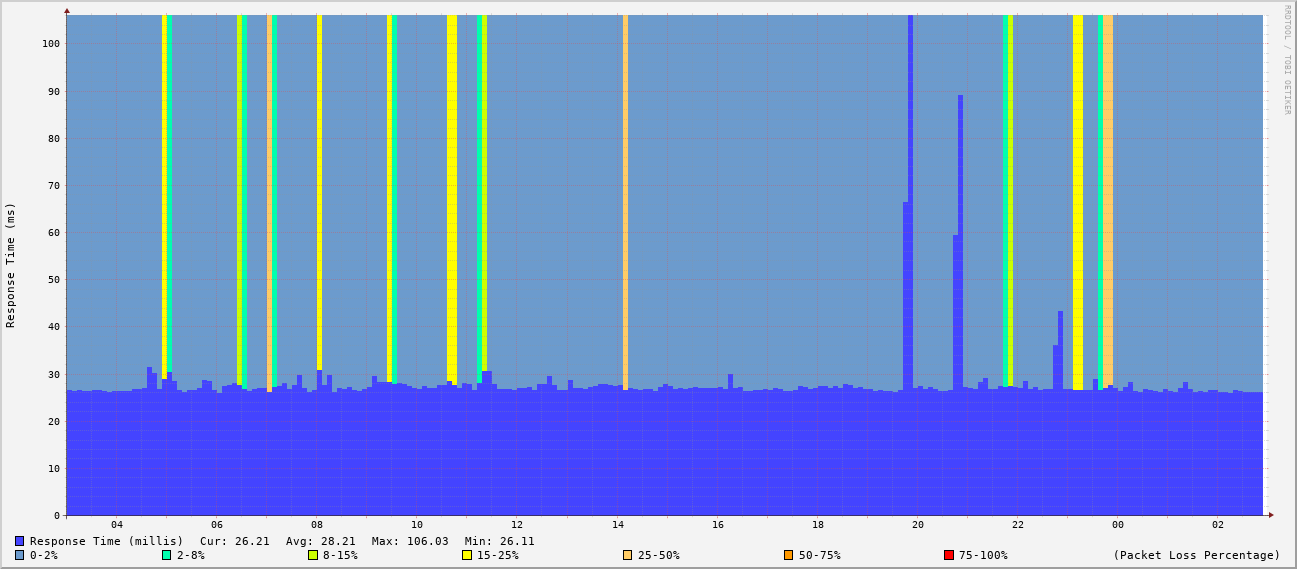 RRDTOOL / TOBI OETIKER
Response Time (ms)
100
90
80
70
60
50
40
30
20
10
0
04 06 08 10 12 14 16 18 20 22 00 02
Response Time (millis) Cur: 26.21 Avg: 28.21 Max: 106.03 Min: 26.11
0-2% 2-8% 8-15% 15-25% 25-50% 50-75% 75-100% (Packet Loss Percentage)